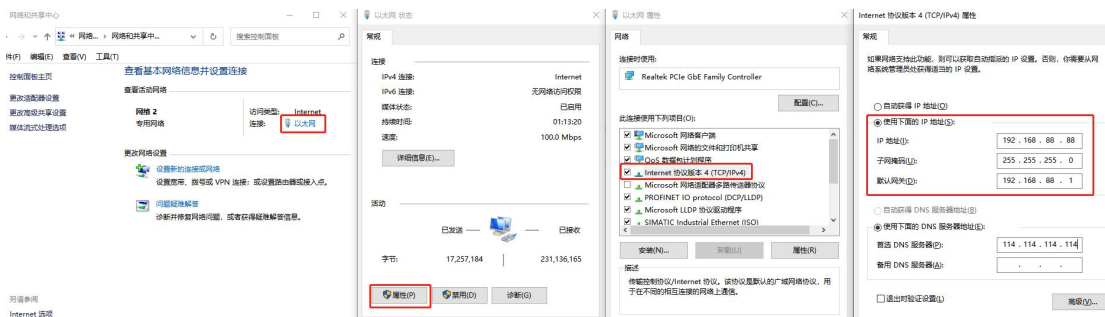 网络和共享中心
« 网络... › 网络和共享中...
搜索控制面板
件(F) 编辑(E) 查看(V) 工具(T)
控制面板主页
更改适配器设置
更改高级共享设置
媒体流式处理选项
查看基本网络信息并设置连接
查看活动网络
网络 2
专用网络
访问类型: Internet
连接: 以太网
更改网络设置
设置新的连接或网络
设置宽带、拨号或 VPN 连接；或设置路由器或接入点。
问题疑难解答
诊断并修复网络问题，或者获得疑难解答信息。
另请参阅
Internet 选项
以太网 状态
常规
连接
IPv4 连接: Internet
IPv6 连接: 无网络访问权限
媒体状态: 已启用
持续时间: 01:13:20
速度: 100.0 Mbps
详细信息(E)...
活动
已发送 — — 已接收
字节: 17,257,184 | 231,136,165
属性(P) 禁用(D) 诊断(G)
以太网 属性
网络
连接时使用:
Realtek PCIe GbE Family Controller
配置(C)...
此连接使用下列项目(O):
Microsoft 网络客户端
Microsoft 网络的文件和打印机共享
QoS 数据包计划程序
Internet 协议版本 4 (TCP/IPv4)
Microsoft 网络适配器多路传送器协议
PROFINET IO protocol (DCP/LLDP)
Microsoft LLDP 协议驱动程序
SIMATIC Industrial Ethernet (ISO)
安装(N)... 卸载(U) 属性(R)
描述
传输控制协议/Internet 协议。该协议是默认的广域网络协议，用
于在不同的相互连接的网络上通信。
Internet 协议版本 4 (TCP/IPv4) 属性
常规
如果网络支持此功能，则可以获取自动指派的 IP 设置。否则，你需要从网
络系统管理员处获得适当的 IP 设置。
自动获得 IP 地址(O)
使用下面的 IP 地址(S):
IP 地址(I): 192 . 168 . 88 . 88
子网掩码(U): 255 . 255 . 255 . 0
默认网关(D): 192 . 168 . 88 . 1
自动获得 DNS 服务器地址(B)
使用下面的 DNS 服务器地址(E):
首选 DNS 服务器(P): 114 . 114 . 114 . 114
备用 DNS 服务器(A): . . .
退出时验证设置(L)
高级(V)...